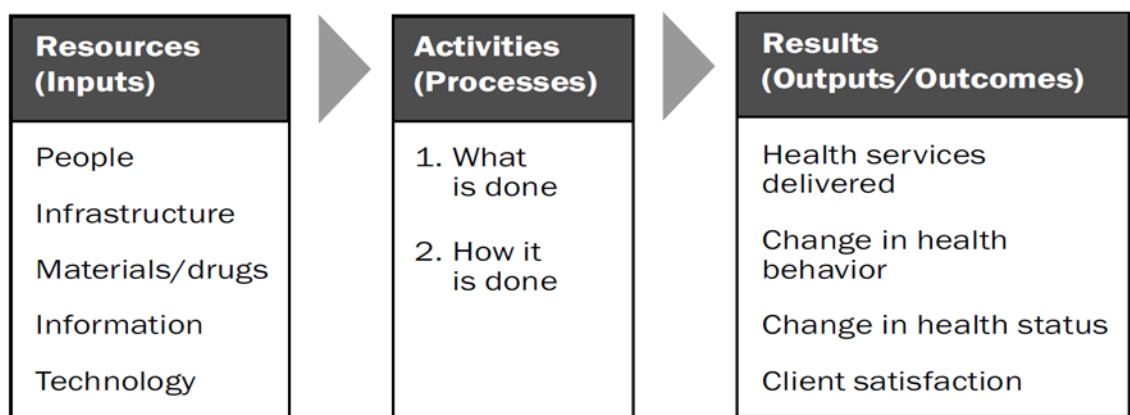 Resources
(Inputs)
People
Infrastructure
Materials/drugs
Information
Technology
Activities
(Processes)
1. What
is done
2. How it
is done
Results
(Outputs/Outcomes)
Health services
delivered
Change in health
behavior
Change in health status
Client satisfaction